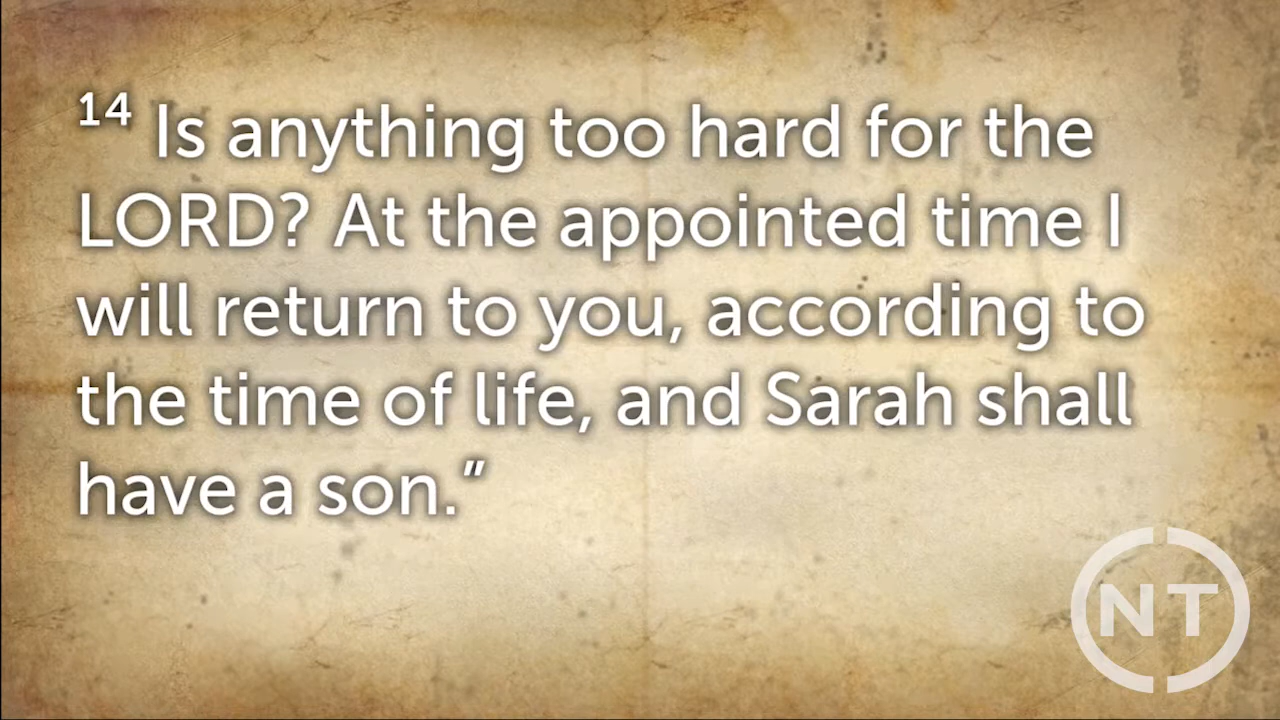 14 Is anything too hard for the
LORD? At the appointed time I
will return to you, according to
the time of life, and Sarah shall
have a son.”
NT